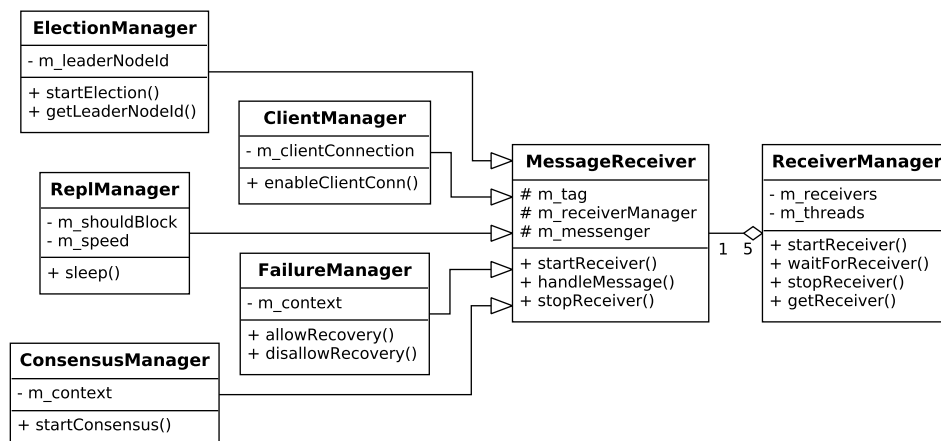 ElectionManager
- m_leaderNodeId
+ startElection()
+ getLeaderNodeId()
ClientManager
- m_clientConnection
+ enableClientConn()
ReplManager
- m_shouldBlock
- m_speed
+ sleep()
FailureManager
- m_context
+ allowRecovery()
+ disallowRecovery()
ConsensusManager
- m_context
+ startConsensus()
MessageReceiver
# m_tag
# m_receiverManager
# m_messenger
+ startReceiver()
+ handleMessage()
+ stopReceiver()
1 5
ReceiverManager
- m_receivers
- m_threads
+ startReceiver()
+ waitForReceiver()
+ stopReceiver()
+ getReceiver()